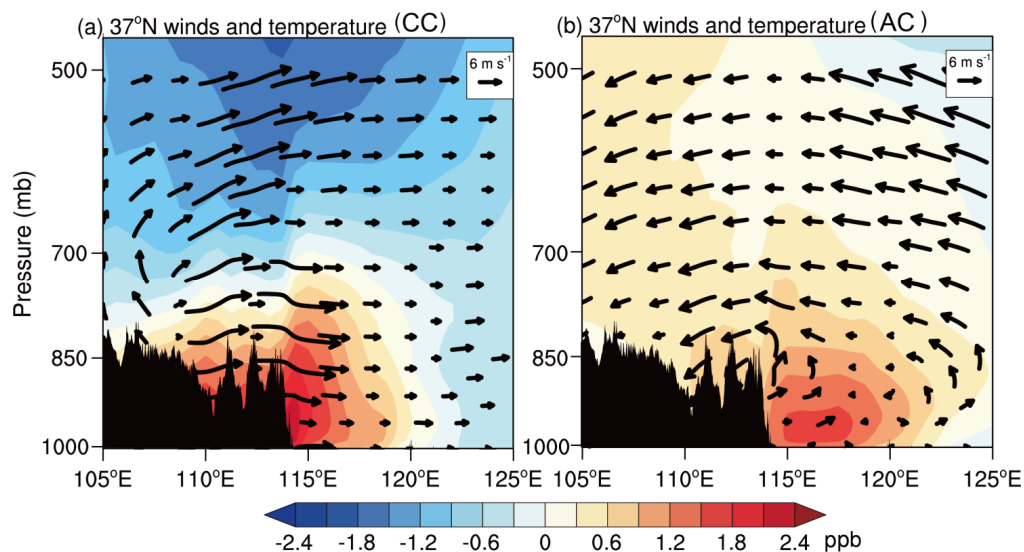 (a) 37°N winds and temperature (CC)
(b) 37°N winds and temperature (AC)
6 m s⁻¹
6 m s⁻¹
Pressure (mb)
500
700
850
1000
500
700
850
1000
105°E 110°E 115°E 120°E 125°E
105°E 110°E 115°E 120°E 125°E
-2.4 -1.8 -1.2 -0.6 0 0.6 1.2 1.8 2.4 ppb